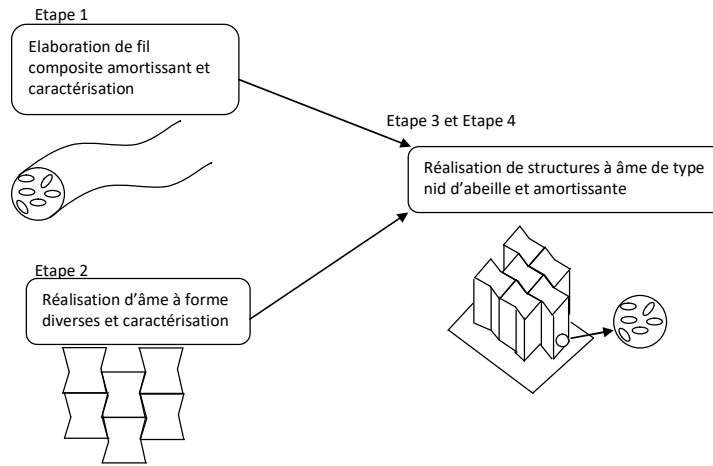 Etape 1
Elaboration de fil
composite amortissant et
caractérisation
Etape 3 et Etape 4
Réalisation de structures à âme de type
nid d'abeille et amortissante
Etape 2
Réalisation d'âme à forme
diverses et caractérisation